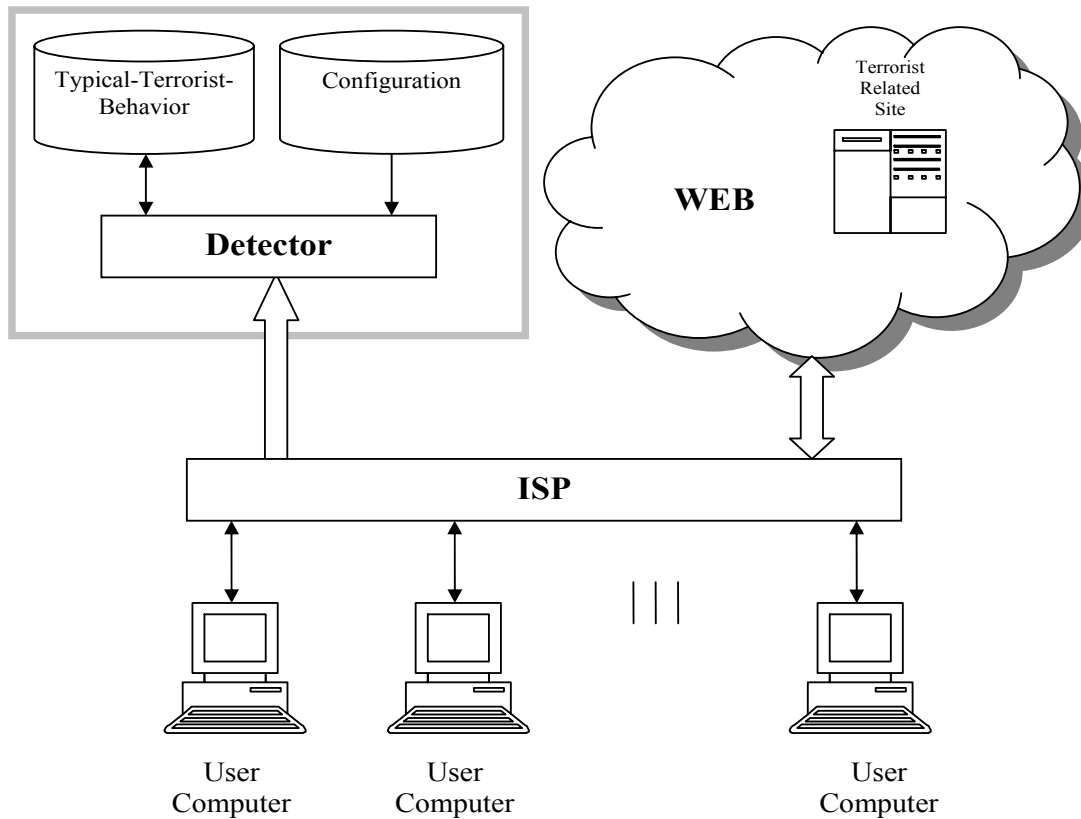 Typical-Terrorist-
Behavior
Configuration
Detector
Terrorist
Related
Site
WEB
ISP
User
Computer
User
Computer
User
Computer